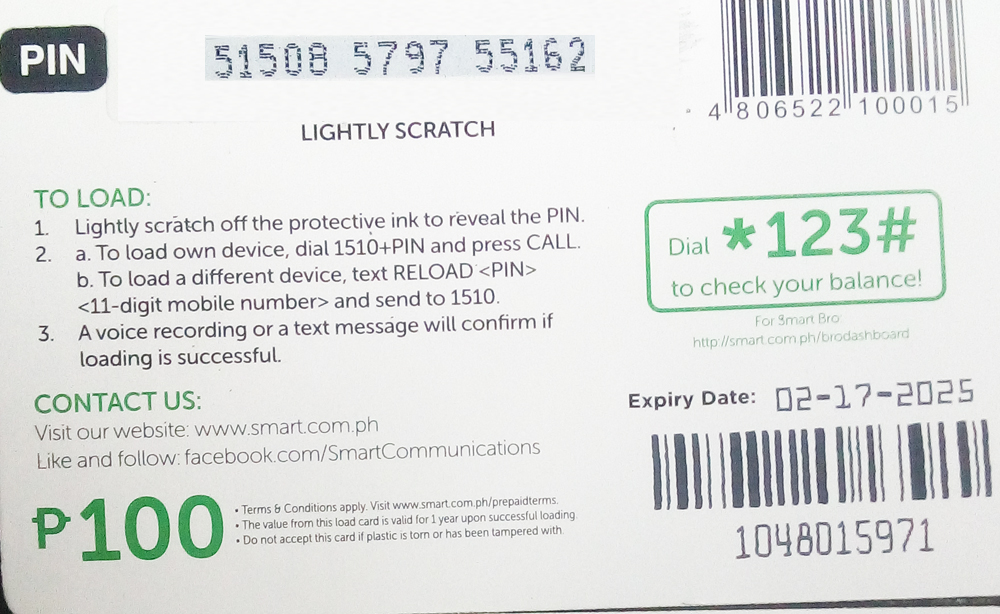 PIN
51508 5797 55162
4 806522 100015
LIGHTLY SCRATCH
TO LOAD:
1. Lightly scratch off the protective ink to reveal the PIN.
2. a. To load own device, dial 1510+PIN and press CALL.
b. To load a different device, text RELOAD <PIN>
<11-digit mobile number> and send to 1510.
3. A voice recording or a text message will confirm if
loading is successful.
Dial *123#
to check your balance!
For Smart Bro:
http://smart.com.ph/brodashboard
CONTACT US:
Visit our website: www.smart.com.ph
Like and follow: facebook.com/SmartCommunications
Expiry Date: 02-17-2025
₱100
• Terms & Conditions apply. Visit www.smart.com.ph/prepaidterms.
• The value from this load card is valid for 1 year upon successful loading.
• Do not accept this card if plastic is torn or has been tampered with.
1048015971